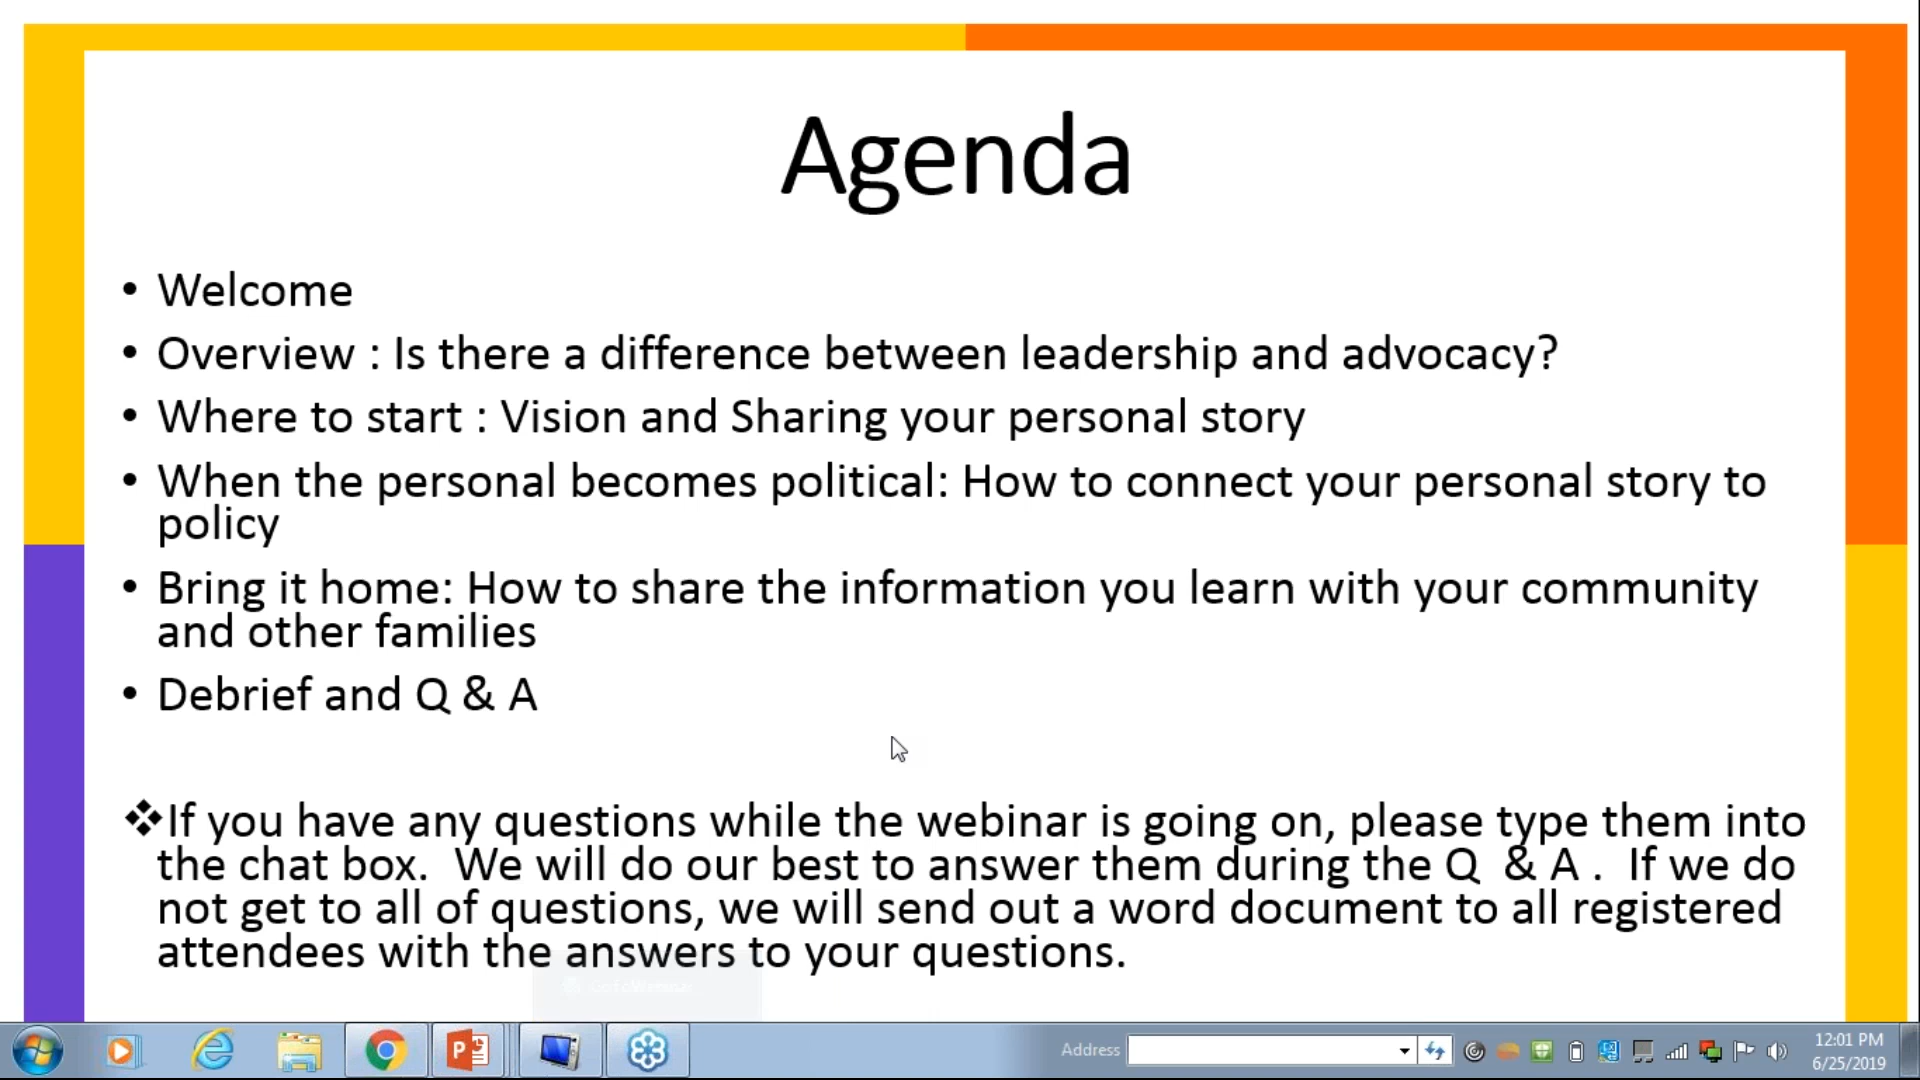 Agenda
• Welcome
• Overview : Is there a difference between leadership and advocacy?
• Where to start : Vision and Sharing your personal story
• When the personal becomes political: How to connect your personal story to
policy
• Bring it home: How to share the information you learn with your community
and other families
• Debrief and Q & A
❖If you have any questions while the webinar is going on, please type them into
the chat box.  We will do our best to answer them during the Q  & A .  If we do
not get to all of questions, we will send out a word document to all registered
attendees with the answers to your questions.
Address
12:01 PM
6/25/2019